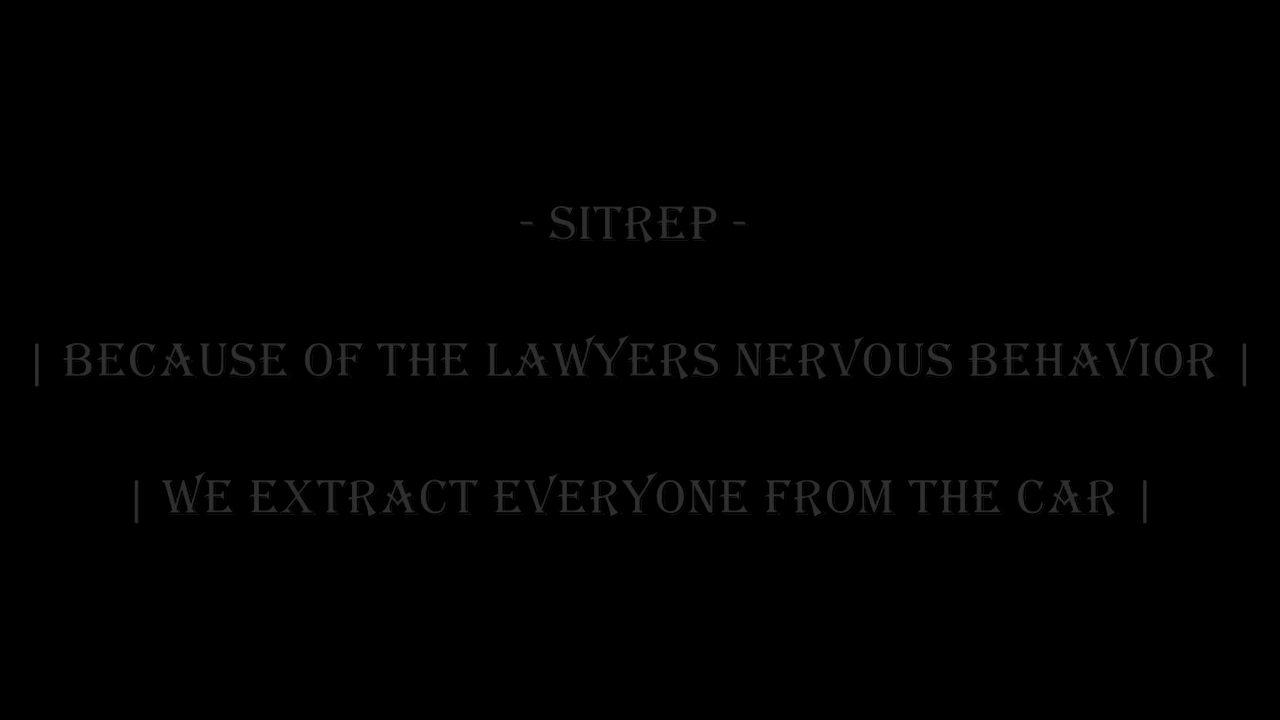 - SITREP -
| BECAUSE OF THE LAWYERS NERVOUS BEHAVIOR |
| WE EXTRACT EVERYONE FROM THE CAR |